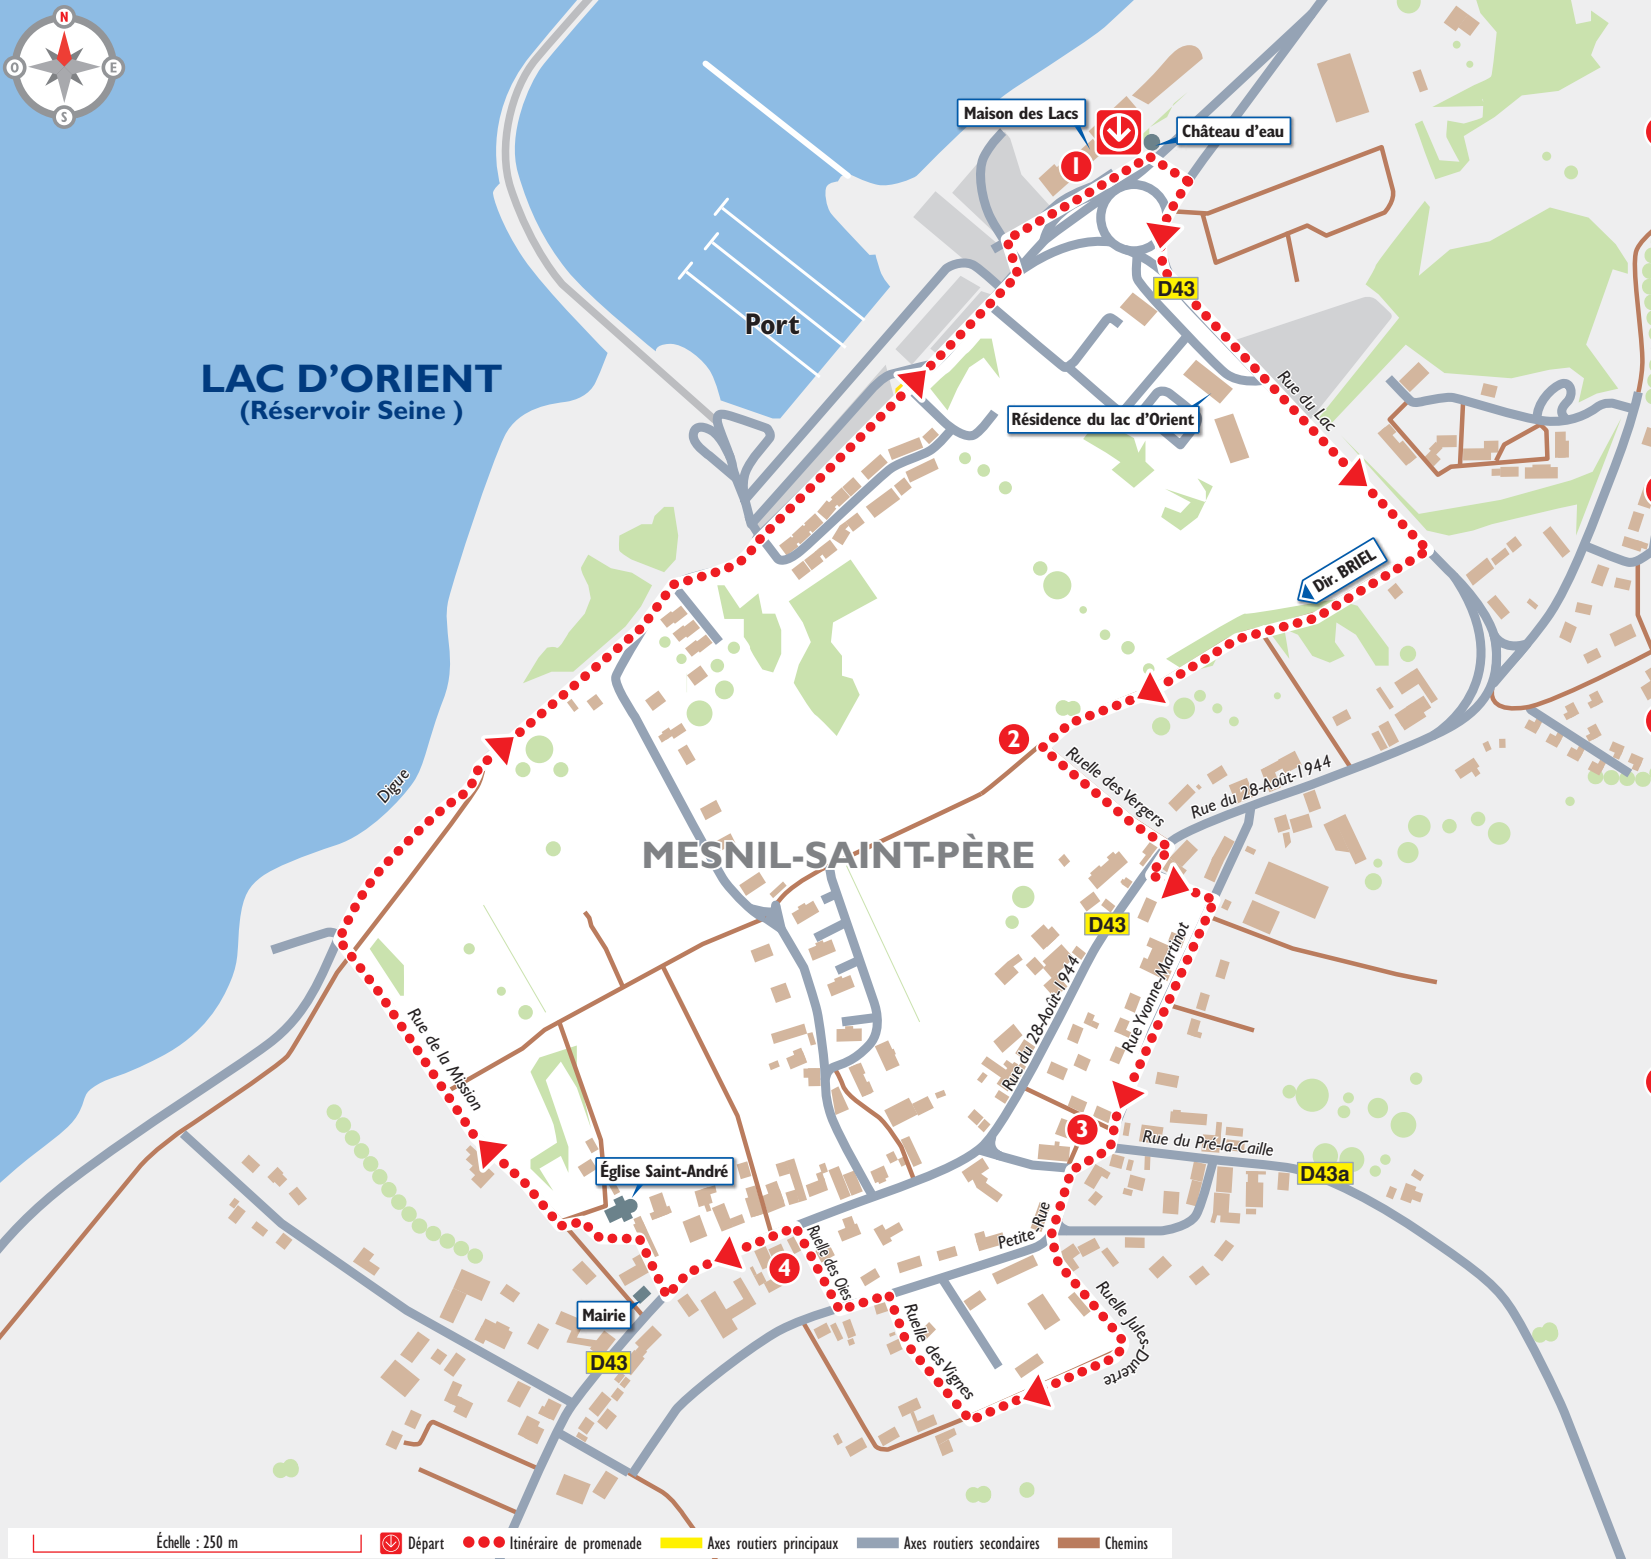 N
O
E
S
Maison des Lacs
Château d'eau
1
D43
Port
LAC D'ORIENT
(Réservoir Seine )
Résidence du lac d'Orient
Rue du Lac
Dir. BRIEL
2
Ruelle des Vergers
Rue du 28-Août-1944
Digue
MESNIL-SAINT-PÈRE
D43
Rue Yvonne-Martinot
Rue du 28-Août-1944
Rue de la Mission
3
Rue du Pré-la-Caille
D43a
Église Saint-André
Petite-Rue
Ruelle des Oies
4
Mairie
Ruelle des Vignes
Ruelle Jules-Duterte
D43
Échelle : 250 m
Départ
Itinéraire de promenade
Axes routiers principaux
Axes routiers secondaires
Chemins